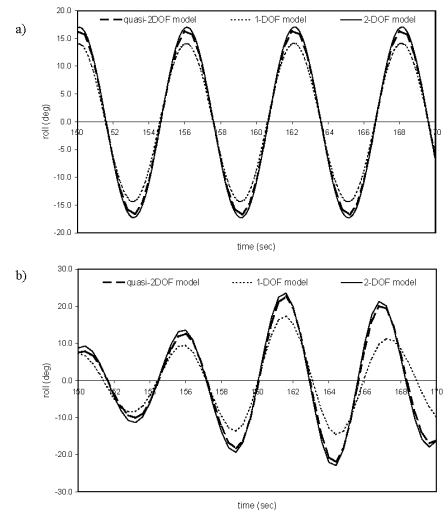 a)
20.0
quasi-2DOF model 1-DOF model 2-DOF model
15.0
10.0
5.0
0.0
150 152 154 156 158 160 162 164 166 168 170
-5.0
-10.0
-15.0
-20.0
roll (deg)
time (sec)
b)
30.0
quasi-2DOF model 1-DOF model 2-DOF model
20.0
10.0
0.0
150 152 154 156 158 160 162 164 166 168 170
-10.0
-20.0
-30.0
roll (deg)
time (sec)